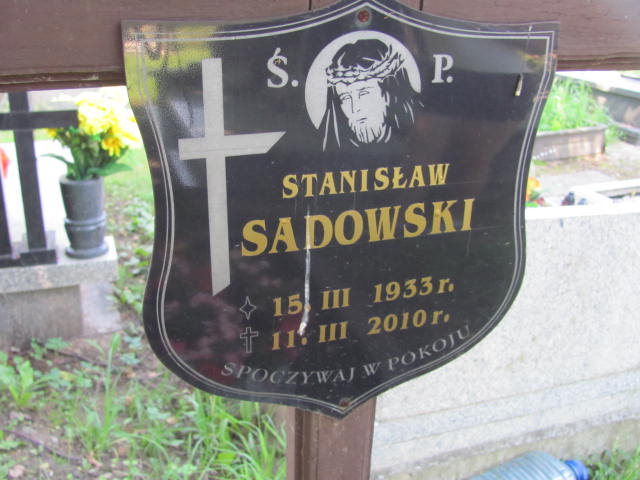 Ś. P.
STANISŁAW
SADOWSKI
15. III 1933 r.
11. III 2010 r.
SPOCZYWAJ W POKOJU